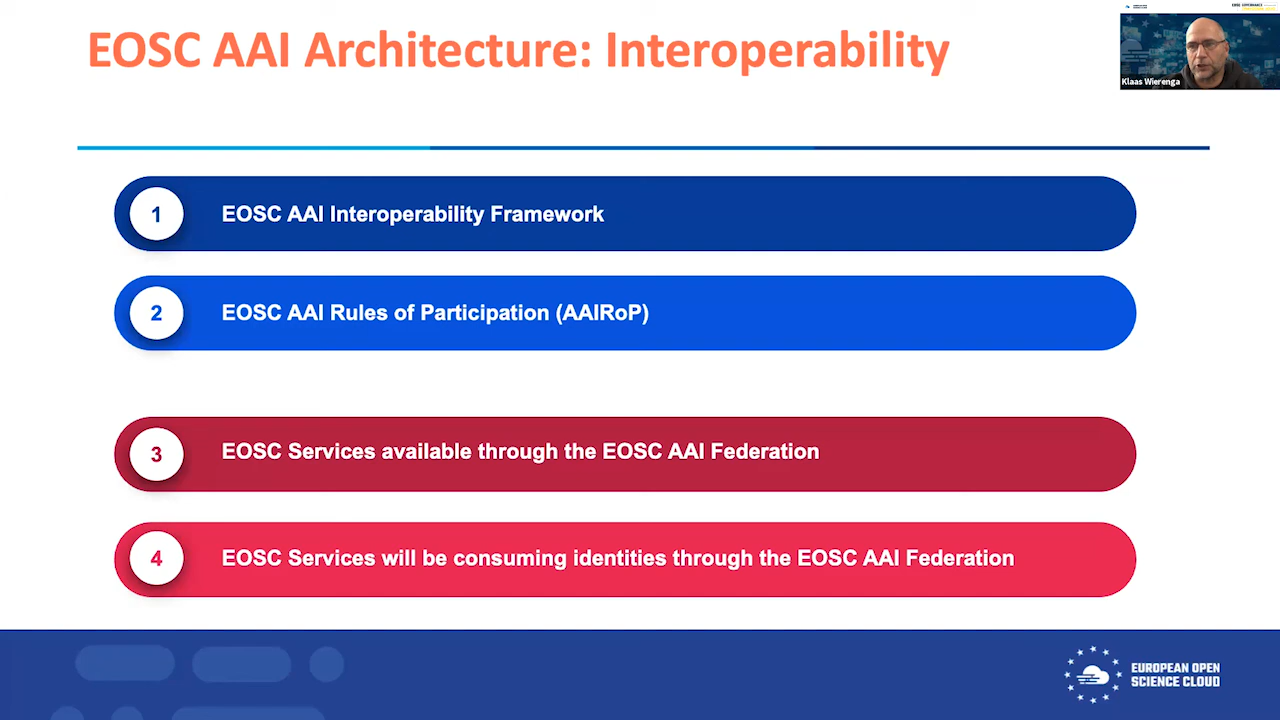 EOSC AAI Architecture: Interoperability
Klaas Wierenga
1
EOSC AAI Interoperability Framework
2
EOSC AAI Rules of Participation (AAIRoP)
3
EOSC Services available through the EOSC AAI Federation
4
EOSC Services will be consuming identities through the EOSC AAI Federation
EUROPEAN OPEN
SCIENCE CLOUD